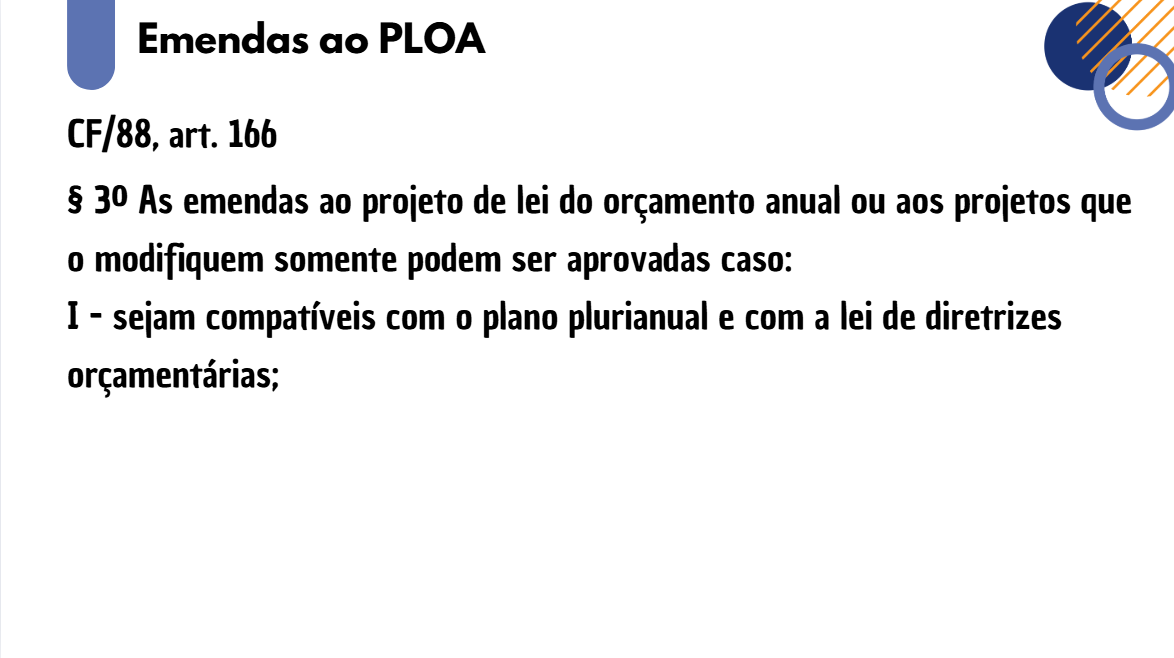 Emendas ao PLOA
CF/88, art. 166
§ 3º As emendas ao projeto de lei do orçamento anual ou aos projetos que
o modifiquem somente podem ser aprovadas caso:
I - sejam compatíveis com o plano plurianual e com a lei de diretrizes
orçamentárias;